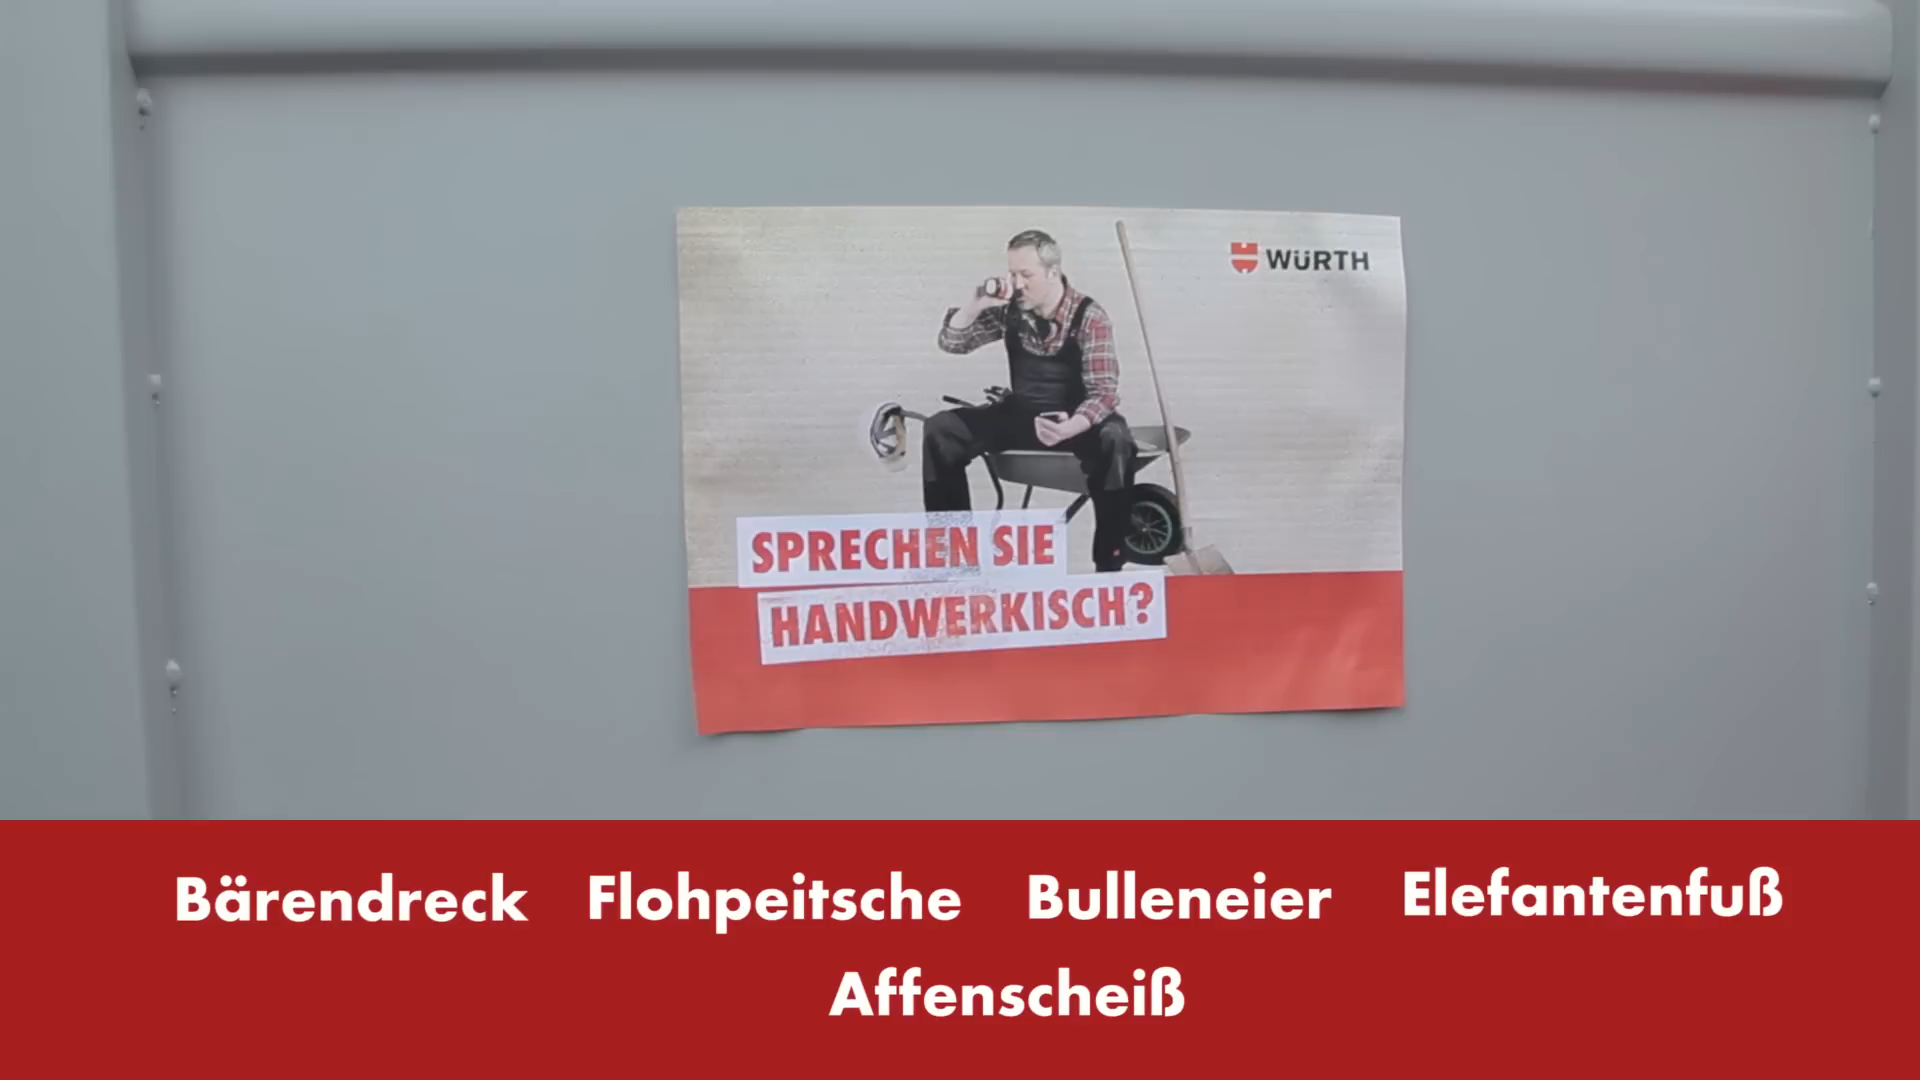 WÜRTH
SPRECHEN SIE
HANDWERKISCH?
Bärendreck Flohpeitsche Bulleneier Elefantenfuß
Affenscheiß